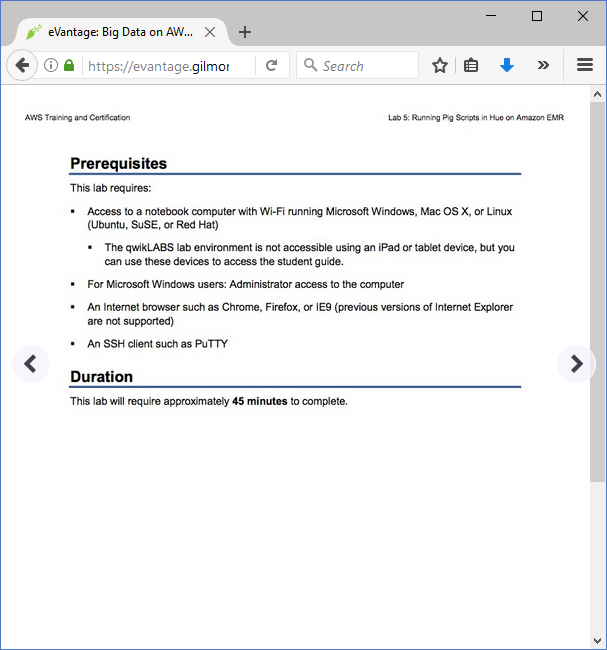 eVantage: Big Data on AW...
https://evantage.gilmor
Search
AWS Training and Certification
Lab 5: Running Pig Scripts in Hue on Amazon EMR
Prerequisites
This lab requires:
▪ Access to a notebook computer with Wi-Fi running Microsoft Windows, Mac OS X, or Linux
(Ubuntu, SuSE, or Red Hat)
▪ The qwikLABS lab environment is not accessible using an iPad or tablet device, but you
can use these devices to access the student guide.
▪ For Microsoft Windows users: Administrator access to the computer
▪ An Internet browser such as Chrome, Firefox, or IE9 (previous versions of Internet Explorer
are not supported)
▪ An SSH client such as PuTTY
Duration
This lab will require approximately 45 minutes to complete.